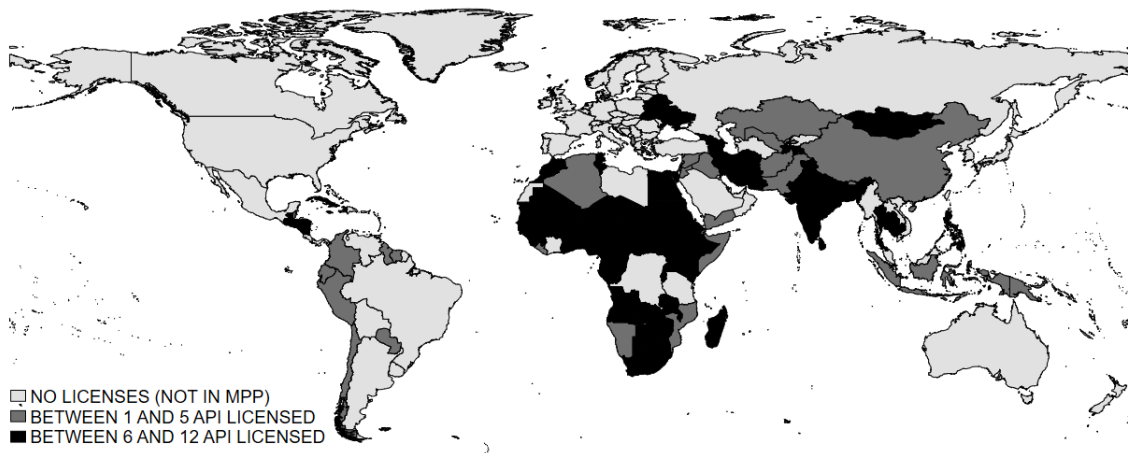 NO LICENSES (NOT IN MPP)
BETWEEN 1 AND 5 API LICENSED
BETWEEN 6 AND 12 API LICENSED